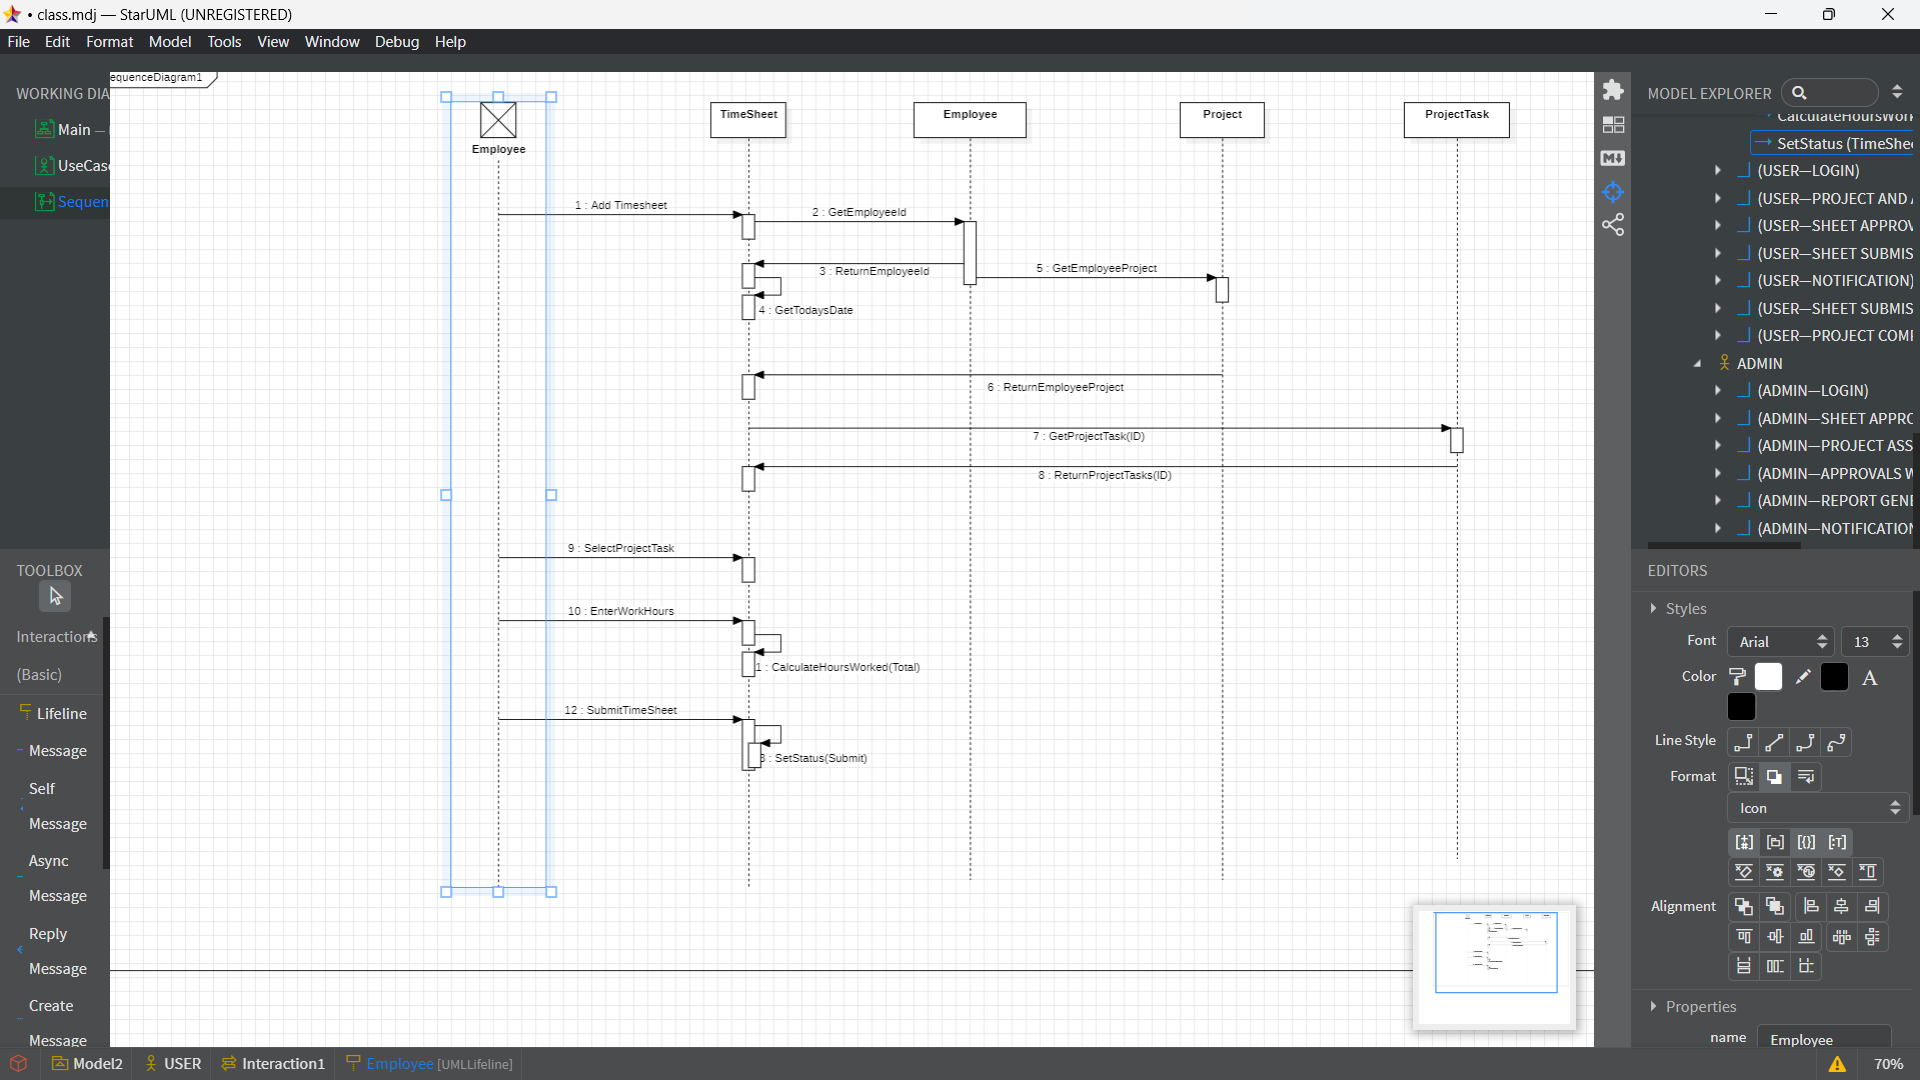 • class.mdj — StarUML (UNREGISTERED)
File Edit Format Model Tools View Window Debug Help
WORKING DIA
Main —
UseCas
Sequen
equenceDiagram1
Employee
TimeSheet
Employee
Project
ProjectTask
1 : Add Timesheet
2 : GetEmployeeId
3 : ReturnEmployeeId
5 : GetEmployeeProject
4 : GetTodaysDate
6 : ReturnEmployeeProject
7 : GetProjectTask(ID)
8 : ReturnProjectTasks(ID)
9 : SelectProjectTask
10 : EnterWorkHours
1 : CalculateHoursWorked(Total)
12 : SubmitTimeSheet
3 : SetStatus(Submit)
TOOLBOX
Interactions
(Basic)
Lifeline
Message
Self
Message
Async
Message
Reply
Message
Create
Message
MODEL EXPLORER
CalculateHoursWork
SetStatus (TimeShee
(USER—LOGIN)
(USER—PROJECT AND
(USER—SHEET APPROV
(USER—SHEET SUBMIS
(USER—NOTIFICATION)
(USER—SHEET SUBMIS
(USER—PROJECT COM
ADMIN
(ADMIN—LOGIN)
(ADMIN—SHEET APPRO
(ADMIN—PROJECT ASS
(ADMIN—APPROVALS W
(ADMIN—REPORT GENE
(ADMIN—NOTIFICATION
EDITORS
Styles
Font Arial 13
Color A
Line Style
Format
Icon
Alignment
Properties
name Employee
Model2 USER Interaction1 Employee [UMLLifeline]
70%